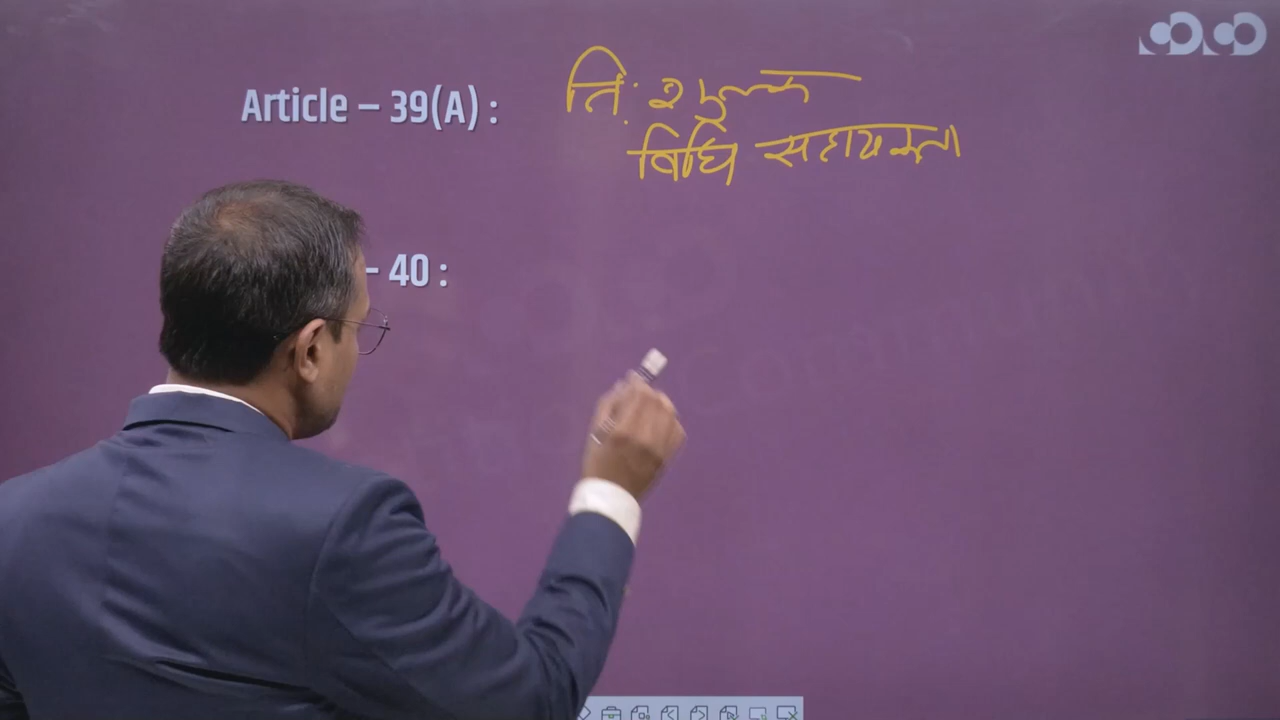 Article – 39(A) : निः शुल्क
विधि सहायता
– 40 :